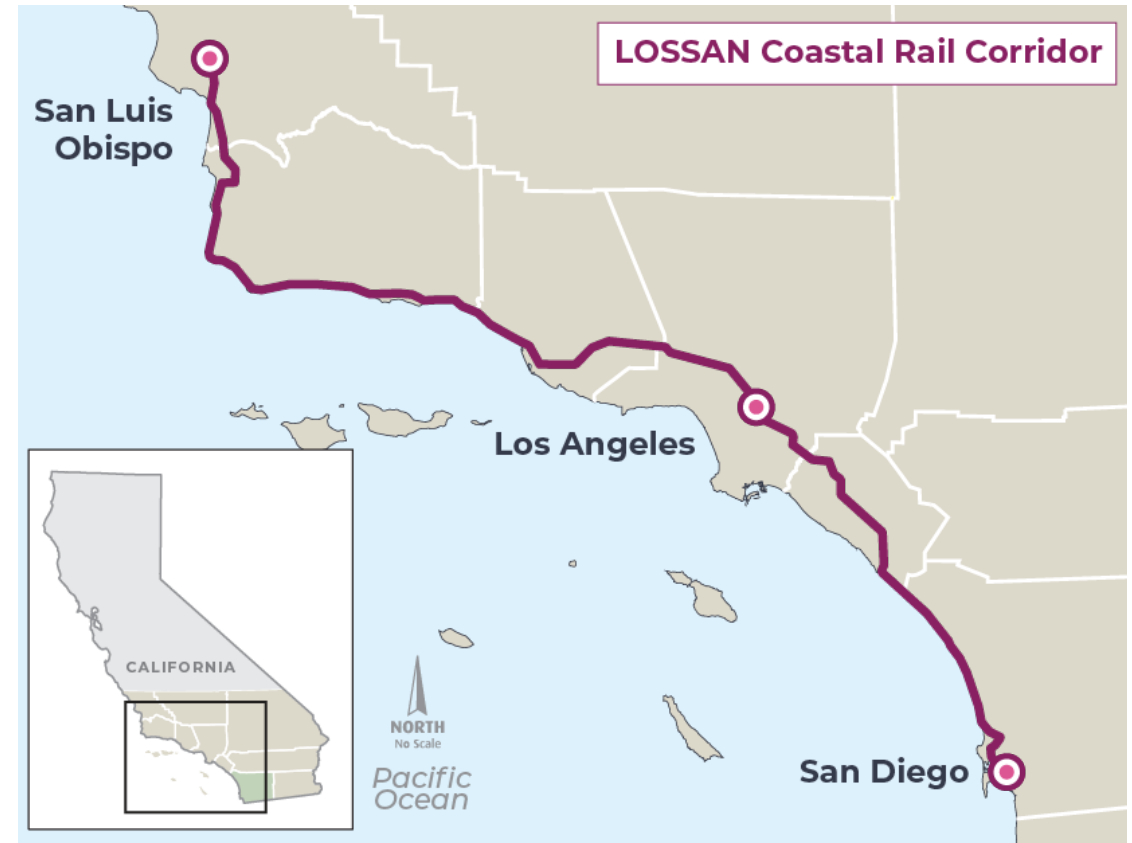 LOSSAN Coastal Rail Corridor
San Luis
Obispo
Los Angeles
CALIFORNIA
NORTH
No Scale
Pacific
Ocean
San Diego